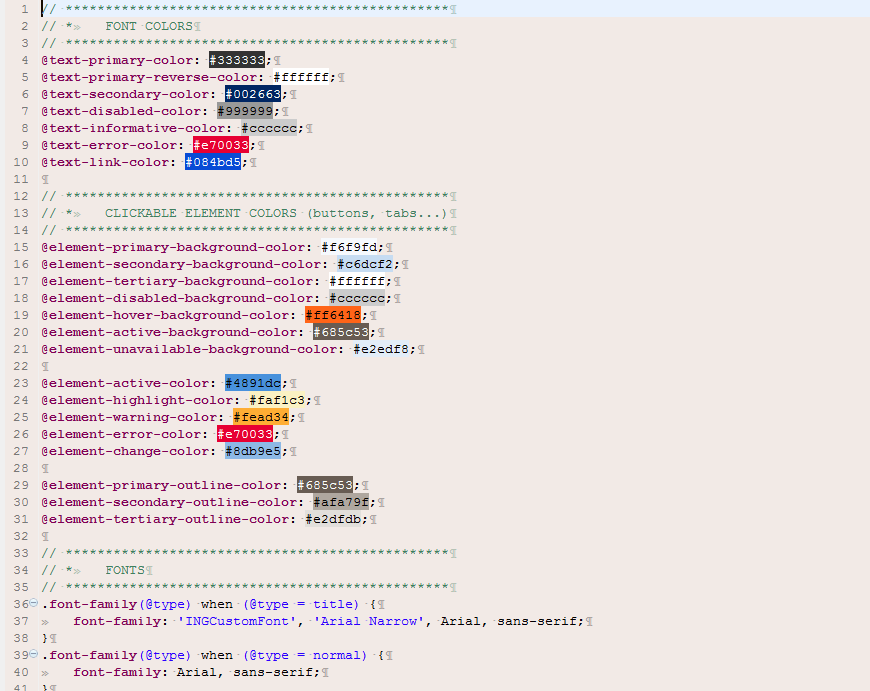 1 // ************************************************¶
2 // *» FONT COLORS¶
3 // ************************************************¶
4 @text-primary-color: #333333;¶
5 @text-primary-reverse-color: #ffffff;¶
6 @text-secondary-color: #002663;¶
7 @text-disabled-color: #999999;¶
8 @text-informative-color: #cccccc;¶
9 @text-error-color: #e70033;¶
10 @text-link-color: #084bd5;¶
11 ¶
12 // ************************************************¶
13 // *» CLICKABLE ELEMENT COLORS (buttons, tabs...)¶
14 // ************************************************¶
15 @element-primary-background-color: #f6f9fd;¶
16 @element-secondary-background-color: #c6dcf2;¶
17 @element-tertiary-background-color: #ffffff;¶
18 @element-disabled-background-color: #cccccc;¶
19 @element-hover-background-color: #ff6418;¶
20 @element-active-background-color: #685c53;¶
21 @element-unavailable-background-color: #e2edf8;¶
22 ¶
23 @element-active-color: #4891dc;¶
24 @element-highlight-color: #faf1c3;¶
25 @element-warning-color: #fead34;¶
26 @element-error-color: #e70033;¶
27 @element-change-color: #8db9e5;¶
28 ¶
29 @element-primary-outline-color: #685c53;¶
30 @element-secondary-outline-color: #afa79f;¶
31 @element-tertiary-outline-color: #e2dfdb;¶
32 ¶
33 // ************************************************¶
34 // *» FONTS¶
35 // ************************************************¶
36 .font-family(@type) when (@type = title) {¶
37 » font-family: 'INGCustomFont', 'Arial Narrow', Arial, sans-serif;¶
38 }¶
39 .font-family(@type) when (@type = normal) {¶
40 » font-family: Arial, sans-serif;¶
41 }¶